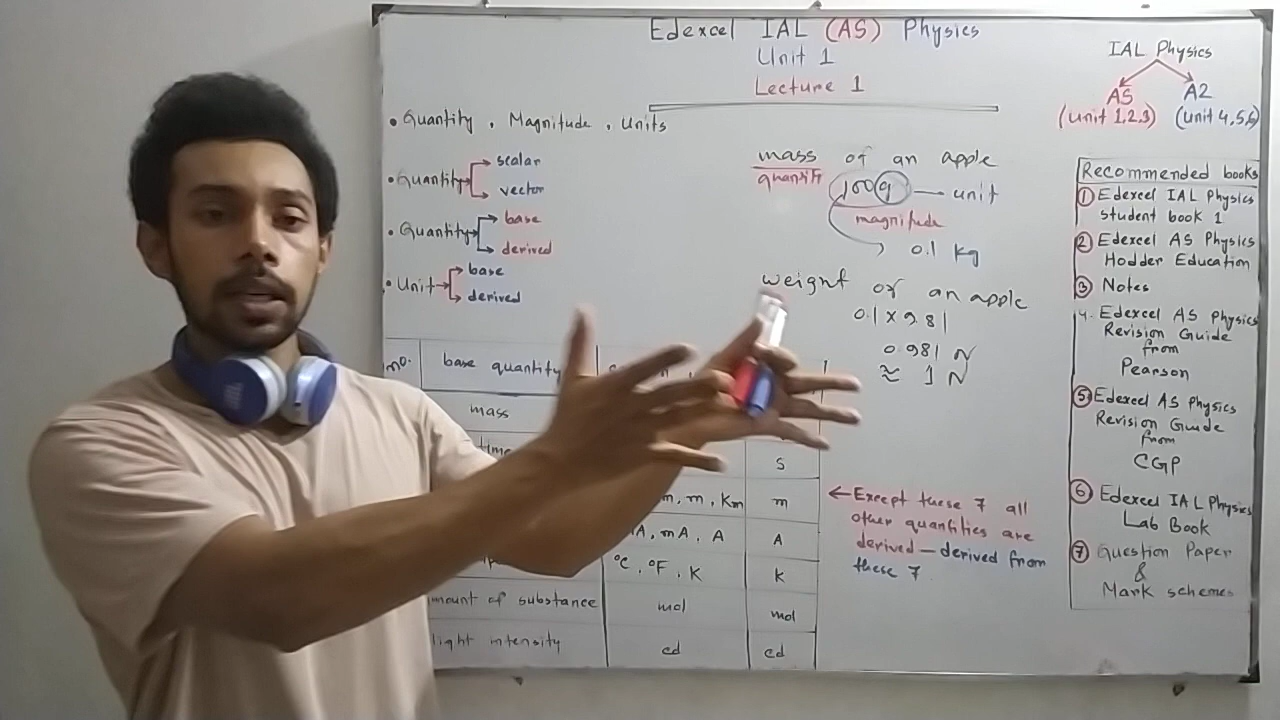 Edexcel IAL (AS) Physics
Unit 1
Lecture 1
• Quantity, Magnitude, Units
• Quantity
scalar
vector
• Quantity
base
derived
• Unit
base
derived
mass of an apple
100g — unit
magnitude
0.1 kg
weight of an apple
0.1 x 9.81
0.981 N
≈ 1 N
no. base quantity
mass
time
S
m, m, Km m
mA, A A
°C, °F, K K
amount of substance mol mol
light intensity cd cd
← Except these 7 all
other quantities are
derived — derived from
these 7
IAL Physics
AS A2
(Unit 1,2,3) (Unit 4,5,6)
Recommended books
① Edexcel IAL Physics
student book 1
② Edexcel AS Physics
Hodder Education
③ Notes
4. Edexcel AS Physics
Revision Guide
from
Pearson
⑤ Edexcel AS Physics
Revision Guide
from
CGP
⑥ Edexcel IAL Physics
Lab Book
⑦ Question Paper
&
Mark schemes